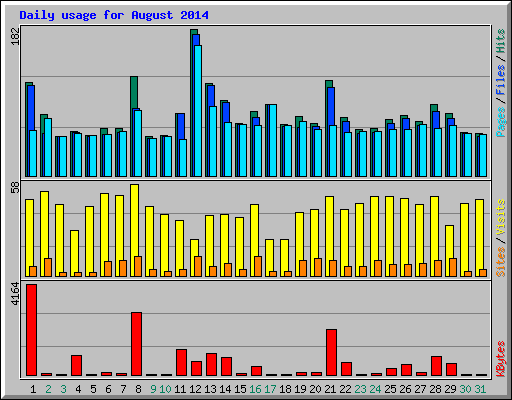 Daily usage for August 2014
182
Pages / Files / Hits
58
Sites / Visits
4164
KBytes
1 2 3 4 5 6 7 8 9 10 11 12 13 14 15 16 17 18 19 20 21 22 23 24 25 26 27 28 29 30 31